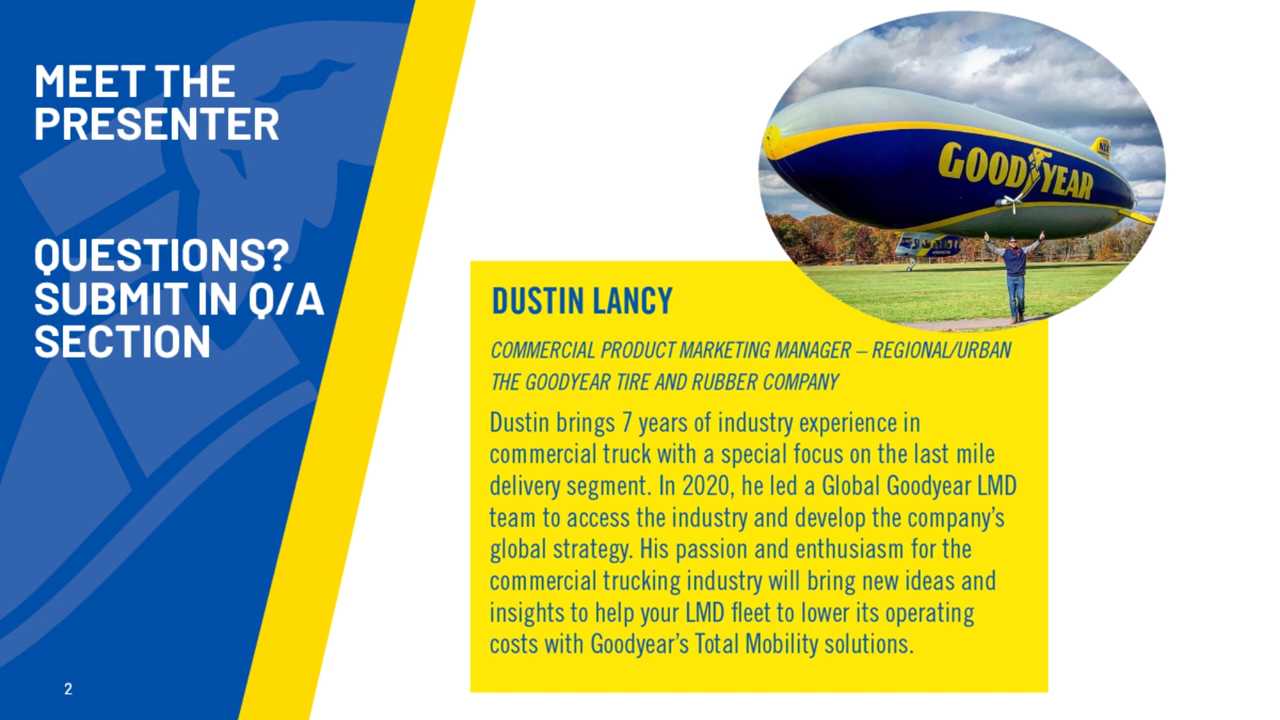 MEET THE
PRESENTER
QUESTIONS?
SUBMIT IN Q/A
SECTION
GOODYEAR
DUSTIN LANCY
COMMERCIAL PRODUCT MARKETING MANAGER – REGIONAL/URBAN
THE GOODYEAR TIRE AND RUBBER COMPANY
Dustin brings 7 years of industry experience in
commercial truck with a special focus on the last mile
delivery segment. In 2020, he led a Global Goodyear LMD
team to access the industry and develop the company's
global strategy. His passion and enthusiasm for the
commercial trucking industry will bring new ideas and
insights to help your LMD fleet to lower its operating
costs with Goodyear's Total Mobility solutions.
2